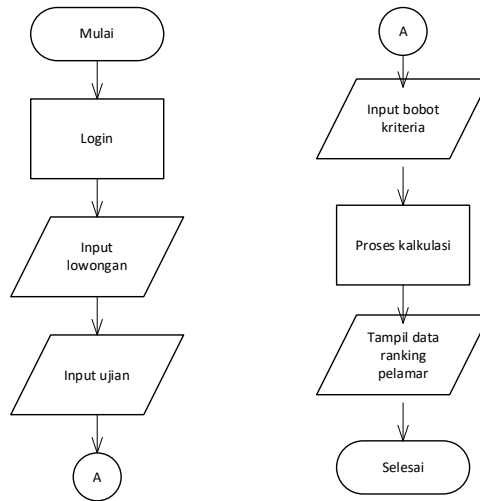 Mulai
Login
Input
lowongan
Input ujian
A
A
Input bobot
kriteria
Proses kalkulasi
Tampil data
ranking
pelamar
Selesai